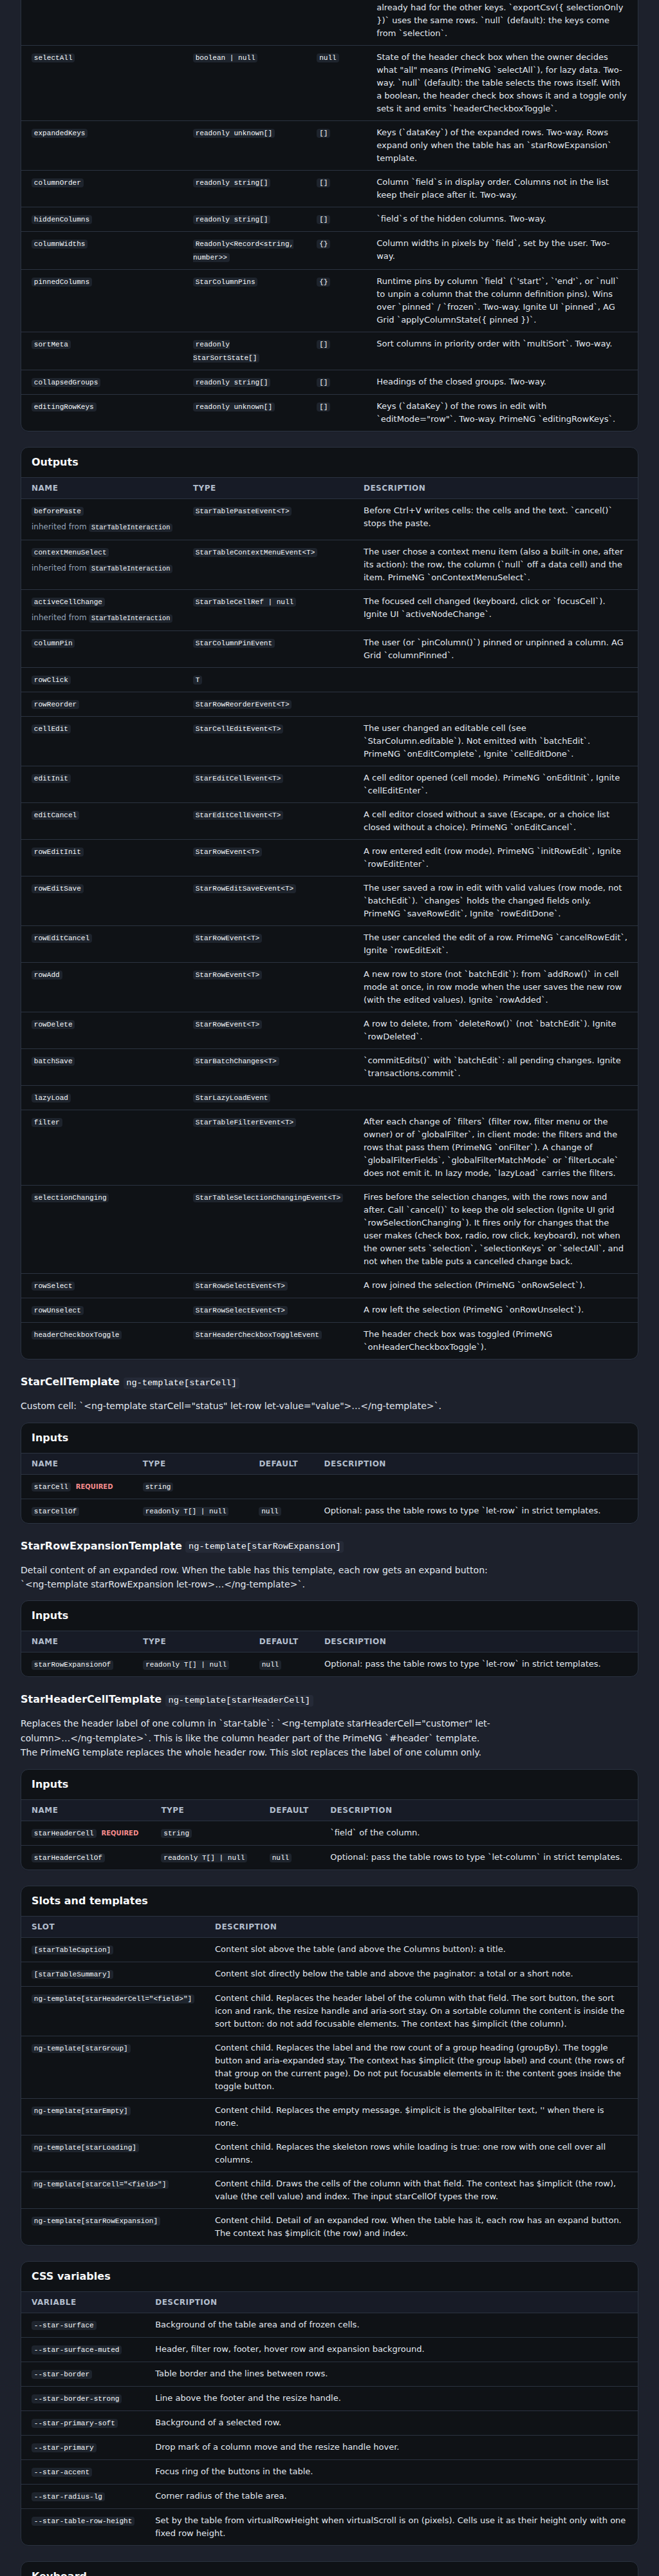 already had for the other keys. `exportCsv({ selectionOnly
})` uses the same rows. `null` (default): the keys come
from `selection`.
selectAll boolean | null null State of the header check box when the owner decides
what "all" means (PrimeNG `selectAll`), for lazy data. Two-
way. `null` (default): the table selects the rows itself. With
a boolean, the header check box shows it and a toggle only
sets it and emits `headerCheckboxToggle`.
expandedKeys readonly unknown[] [] Keys (`dataKey`) of the expanded rows. Two-way. Rows
expand only when the table has an `starRowExpansion`
template.
columnOrder readonly string[] [] Column `field`s in display order. Columns not in the list
keep their place after it. Two-way.
hiddenColumns readonly string[] [] `field`s of the hidden columns. Two-way.
columnWidths Readonly<Record<string, {} Column widths in pixels by `field`, set by the user. Two-
number>> way.
pinnedColumns StarColumnPins {} Runtime pins by column `field` (`'start'`, `'end'`, or `null`
to unpin a column that the column definition pins). Wins
over `pinned` / `frozen`. Two-way. Ignite UI `pinned`, AG
Grid `applyColumnState({ pinned })`.
sortMeta readonly [] Sort columns in priority order with `multiSort`. Two-way.
StarSortState[]
collapsedGroups readonly string[] [] Headings of the closed groups. Two-way.
editingRowKeys readonly unknown[] [] Keys (`dataKey`) of the rows in edit with
`editMode="row"`. Two-way. PrimeNG `editingRowKeys`.
Outputs
NAME TYPE DESCRIPTION
beforePaste StarTablePasteEvent<T> Before Ctrl+V writes cells: the cells and the text. `cancel()`
inherited from StarTableInteraction stops the paste.
contextMenuSelect StarTableContextMenuEvent<T> The user chose a context menu item (also a built-in one, after
its action): the row, the column (`null` off a data cell) and the
inherited from StarTableInteraction item. PrimeNG `onContextMenuSelect`.
activeCellChange StarTableCellRef | null The focused cell changed (keyboard, click or `focusCell`).
inherited from StarTableInteraction Ignite UI `activeNodeChange`.
columnPin StarColumnPinEvent The user (or `pinColumn()`) pinned or unpinned a column. AG
Grid `columnPinned`.
rowClick T
rowReorder StarRowReorderEvent<T>
cellEdit StarCellEditEvent<T> The user changed an editable cell (see
`StarColumn.editable`). Not emitted with `batchEdit`.
PrimeNG `onEditComplete`, Ignite `cellEditDone`.
editInit StarEditCellEvent<T> A cell editor opened (cell mode). PrimeNG `onEditInit`, Ignite
`cellEditEnter`.
editCancel StarEditCellEvent<T> A cell editor closed without a save (Escape, or a choice list
closed without a choice). PrimeNG `onEditCancel`.
rowEditInit StarRowEvent<T> A row entered edit (row mode). PrimeNG `initRowEdit`, Ignite
`rowEditEnter`.
rowEditSave StarRowEditSaveEvent<T> The user saved a row in edit with valid values (row mode, not
`batchEdit`). `changes` holds the changed fields only.
PrimeNG `saveRowEdit`, Ignite `rowEditDone`.
rowEditCancel StarRowEvent<T> The user canceled the edit of a row. PrimeNG `cancelRowEdit`,
Ignite `rowEditExit`.
rowAdd StarRowEvent<T> A new row to store (not `batchEdit`): from `addRow()` in cell
mode at once, in row mode when the user saves the new row
(with the edited values). Ignite `rowAdded`.
rowDelete StarRowEvent<T> A row to delete, from `deleteRow()` (not `batchEdit`). Ignite
`rowDeleted`.
batchSave StarBatchChanges<T> `commitEdits()` with `batchEdit`: all pending changes. Ignite
`transactions.commit`.
lazyLoad StarLazyLoadEvent
filter StarTableFilterEvent<T> After each change of `filters` (filter row, filter menu or the
owner) or of `globalFilter`, in client mode: the filters and the
rows that pass them (PrimeNG `onFilter`). A change of
`globalFilterFields`, `globalFilterMatchMode` or `filterLocale`
does not emit it. In lazy mode, `lazyLoad` carries the filters.
selectionChanging StarTableSelectionChangingEvent<T> Fires before the selection changes, with the rows now and
after. Call `cancel()` to keep the old selection (Ignite UI grid
`rowSelectionChanging`). It fires only for changes that the
user makes (check box, radio, row click, keyboard), not when
the owner sets `selection`, `selectionKeys` or `selectAll`, and
not when the table puts a cancelled change back.
rowSelect StarRowSelectEvent<T> A row joined the selection (PrimeNG `onRowSelect`).
rowUnselect StarRowSelectEvent<T> A row left the selection (PrimeNG `onRowUnselect`).
headerCheckboxToggle StarHeaderCheckboxToggleEvent The header check was toggled (PrimeNG
`onHeaderCheckboxToggle`).
StarCellTemplate ng-template[starCell]
Custom cell: `<ng-template starCell="status" let-row let-value="value">…</ng-template>`.
Inputs
NAME TYPE DEFAULT DESCRIPTION
starCell REQUIRED string
starCellOf readonly T[] | null null Optional: pass the table rows to type `let-row` in strict templates.
StarRowExpansionTemplate ng-template[starRowExpansion]
Detail content of an expanded row. When the table has this template, each row gets an expand button:
`<ng-template starRowExpansion let-row>…</ng-template>`.
Inputs
NAME TYPE DEFAULT DESCRIPTION
starRowExpansionOf readonly T[] | null null Optional: pass the table rows to type `let-row` in strict templates.
StarHeaderCellTemplate ng-template[starHeaderCell]
Replaces the header label of one column in `star-table`: `<ng-template starHeaderCell="customer" let-
column>…</ng-template>`. This is like the column header part of the PrimeNG `#header` template.
The PrimeNG template replaces the whole header row. This slot replaces the label of one column only.
Inputs
NAME TYPE DEFAULT DESCRIPTION
starHeaderCell REQUIRED string `field` of the column.
starHeaderCellOf readonly T[] | null null Optional: pass the table rows to type `let-column` in strict templates.
Slots and templates
SLOT DESCRIPTION
[starTableCaption] Content slot above the table (and above the Columns button): a title.
[starTableSummary] Content slot directly below the table and above the paginator: a total or a short note.
ng-template[starHeaderCell="<field>"] Content child. Replaces the header label of the column with that field. The sort button, the sort
icon and rank, the resize handle and aria-sort stay. On a sortable column the content is inside the
sort button: do not add focusable elements. The context has $implicit (the column).
ng-template[starGroup] Content child. Replaces the label and the row count of a group heading (groupBy). The toggle
button and aria-expanded stay. The context has $implicit (the group label) and count (the rows of
that group on the current page). Do not put focusable elements in it: the content goes inside the
toggle button.
ng-template[starEmpty] Content child. Replaces the empty message. $implicit is the globalFilter text, '' when there is
none.
ng-template[starLoading] Content child. Replaces the skeleton rows while loading is true: one row with one cell over all
columns.
ng-template[starCell="<field>"] Content child. Draws the cells of the column with that field. The context has $implicit (the row),
value (the cell value) and index. The input starCellOf types the row.
ng-template[starRowExpansion] Content child. Detail of an expanded row. When the table has it, each row has an expand button.
The context has $implicit (the row) and index.
CSS variables
VARIABLE DESCRIPTION
--star-surface Background of the table area and of frozen cells.
--star-surface-muted Header, filter row, footer, hover row and expansion background.
--star-border Table border and the lines between rows.
--star-border-strong Line above the footer and the resize handle.
--star-primary-soft Background of a selected row.
--star-primary Drop mark of a column move and the resize handle hover.
--star-accent Focus ring of the buttons in the table.
--star-radius-lg Corner radius of the table area.
--star-table-row-height Set by the table from virtualRowHeight when virtualScroll is on (pixels). Cells use it as their height only with one
fixed row height.